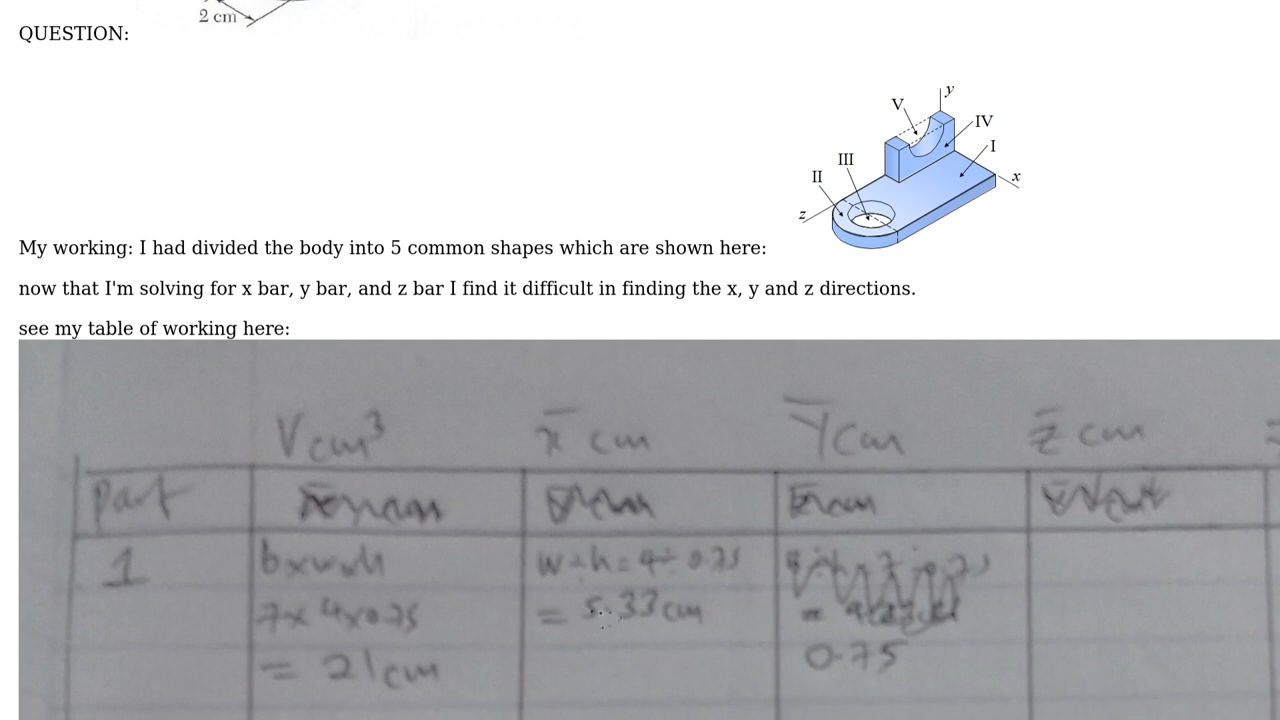 2 cm
QUESTION:
y
V
IV
I
III
II
x
z
My working: I had divided the body into 5 common shapes which are shown here:
now that I'm solving for x bar, y bar, and z bar I find it difficult in finding the x, y and z directions.
see my table of working here:
V cm³ x̄ cm Ȳ cm z̄ cm
part
1 b×w×h w÷h = 4÷0.75
7×4×0.75 = 5.33 cm
= 21 cm 0.75